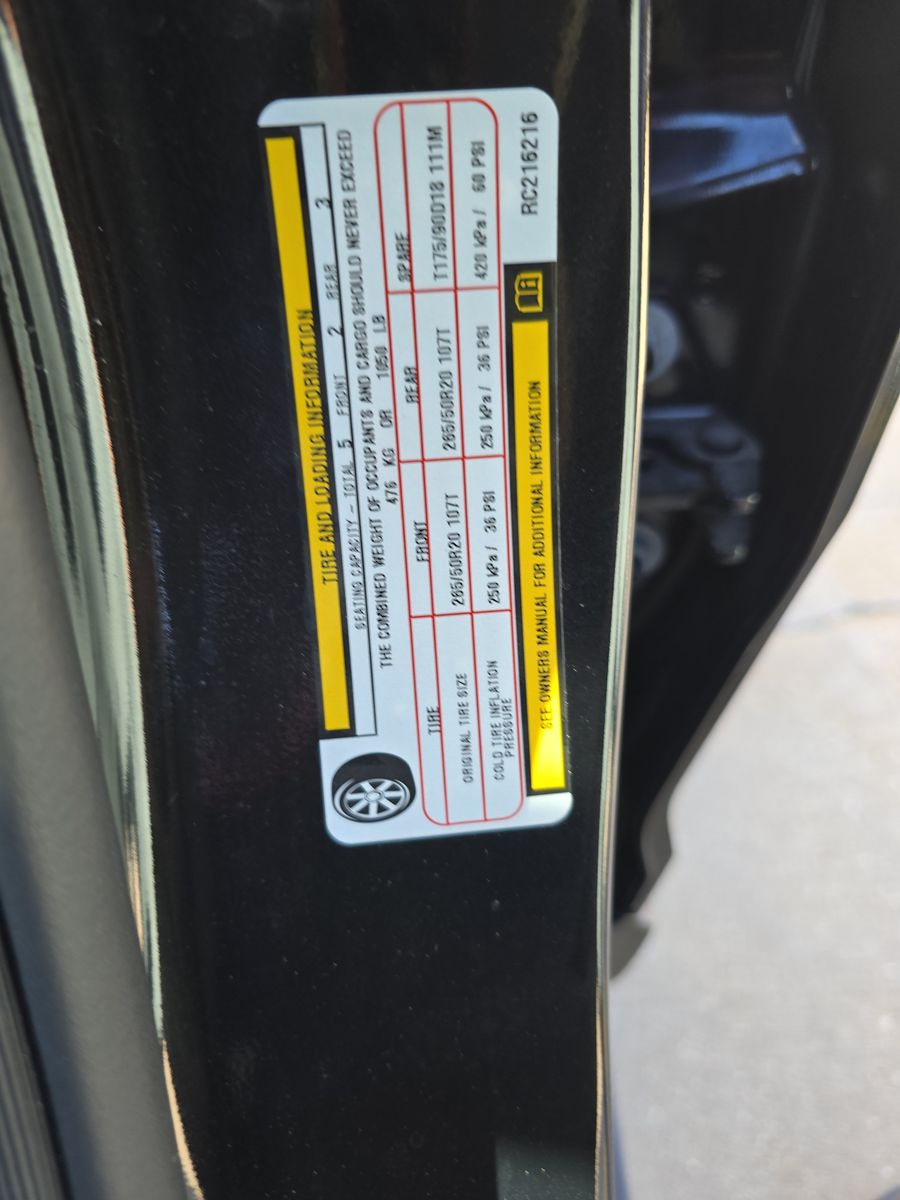 TIRE AND LOADING INFORMATION
SEATING CAPACITY - TOTAL 5 FRONT 2 REAR 3
THE COMBINED WEIGHT OF OCCUPANTS AND CARGO SHOULD NEVER EXCEED
476 KG OR 1050 LB
TIRE FRONT REAR SPARE
ORIGINAL TIRE SIZE 265/50R20 107T 265/50R20 107T T175/90D18 111M
COLD TIRE INFLATION PRESSURE 250 kPa / 36 PSI 250 kPa / 36 PSI 420 kPa / 60 PSI
SEE OWNERS MANUAL FOR ADDITIONAL INFORMATION
RC216216